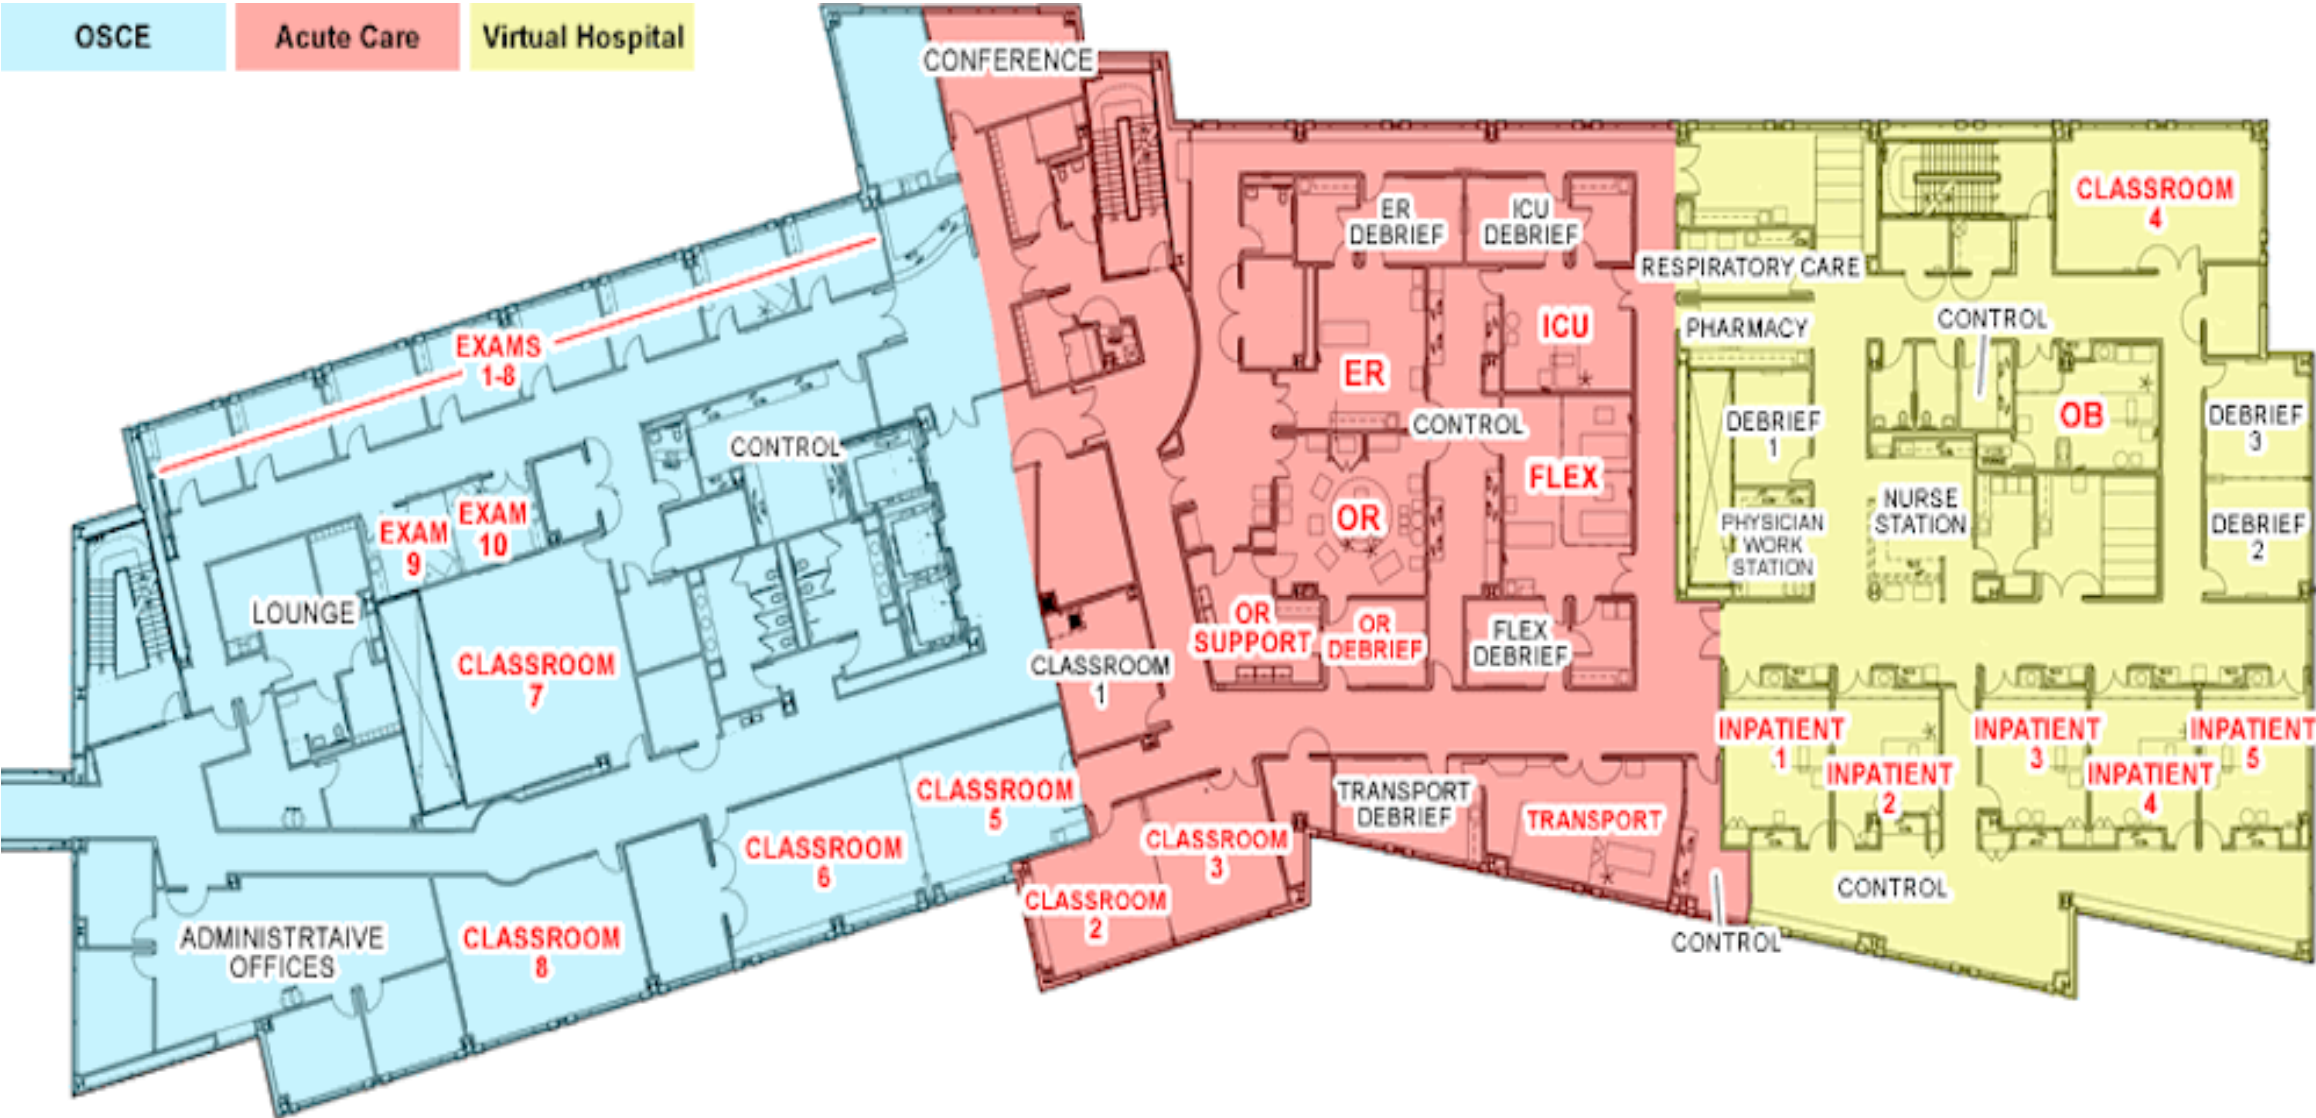 OSCE
Acute Care
Virtual Hospital
CONFERENCE
EXAMS
1-8
CONTROL
EXAM
9
EXAM
10
LOUNGE
CLASSROOM
7
CLASSROOM
5
CLASSROOM
6
CLASSROOM
8
ADMINISTRTAIVE
OFFICES
ER
DEBRIEF
ICU
DEBRIEF
ER
ICU
CONTROL
OR
FLEX
OR
SUPPORT
OR
DEBRIEF
FLEX
DEBRIEF
CLASSROOM
1
TRANSPORT
DEBRIEF
TRANSPORT
CLASSROOM
3
CLASSROOM
2
CONTROL
CLASSROOM
4
RESPIRATORY CARE
PHARMACY
CONTROL
DEBRIEF
1
OB
DEBRIEF
3
NURSE
STATION
PHYSICIAN
WORK
STATION
DEBRIEF
2
INPATIENT
1
INPATIENT
2
INPATIENT
3
INPATIENT
4
INPATIENT
5
CONTROL